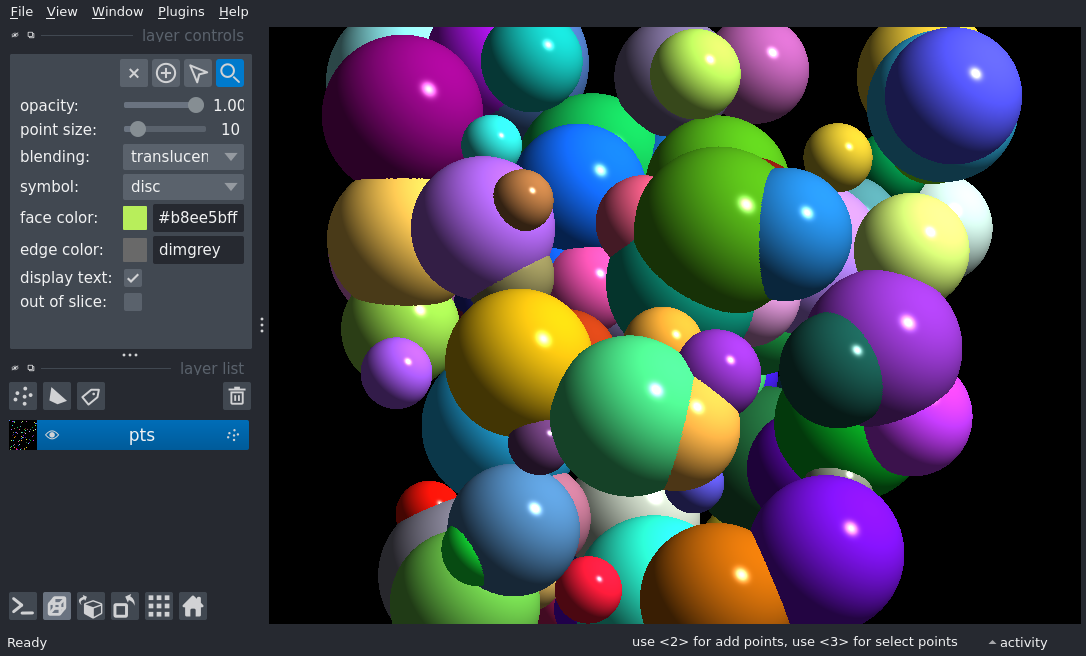 File View Window Plugins Help
layer controls
opacity: 1.00
point size: 10
blending: translucen
symbol: disc
face color: #b8ee5bff
edge color: dimgrey
display text:
out of slice:
layer list
pts
Ready use <2> for add points, use <3> for select points activity